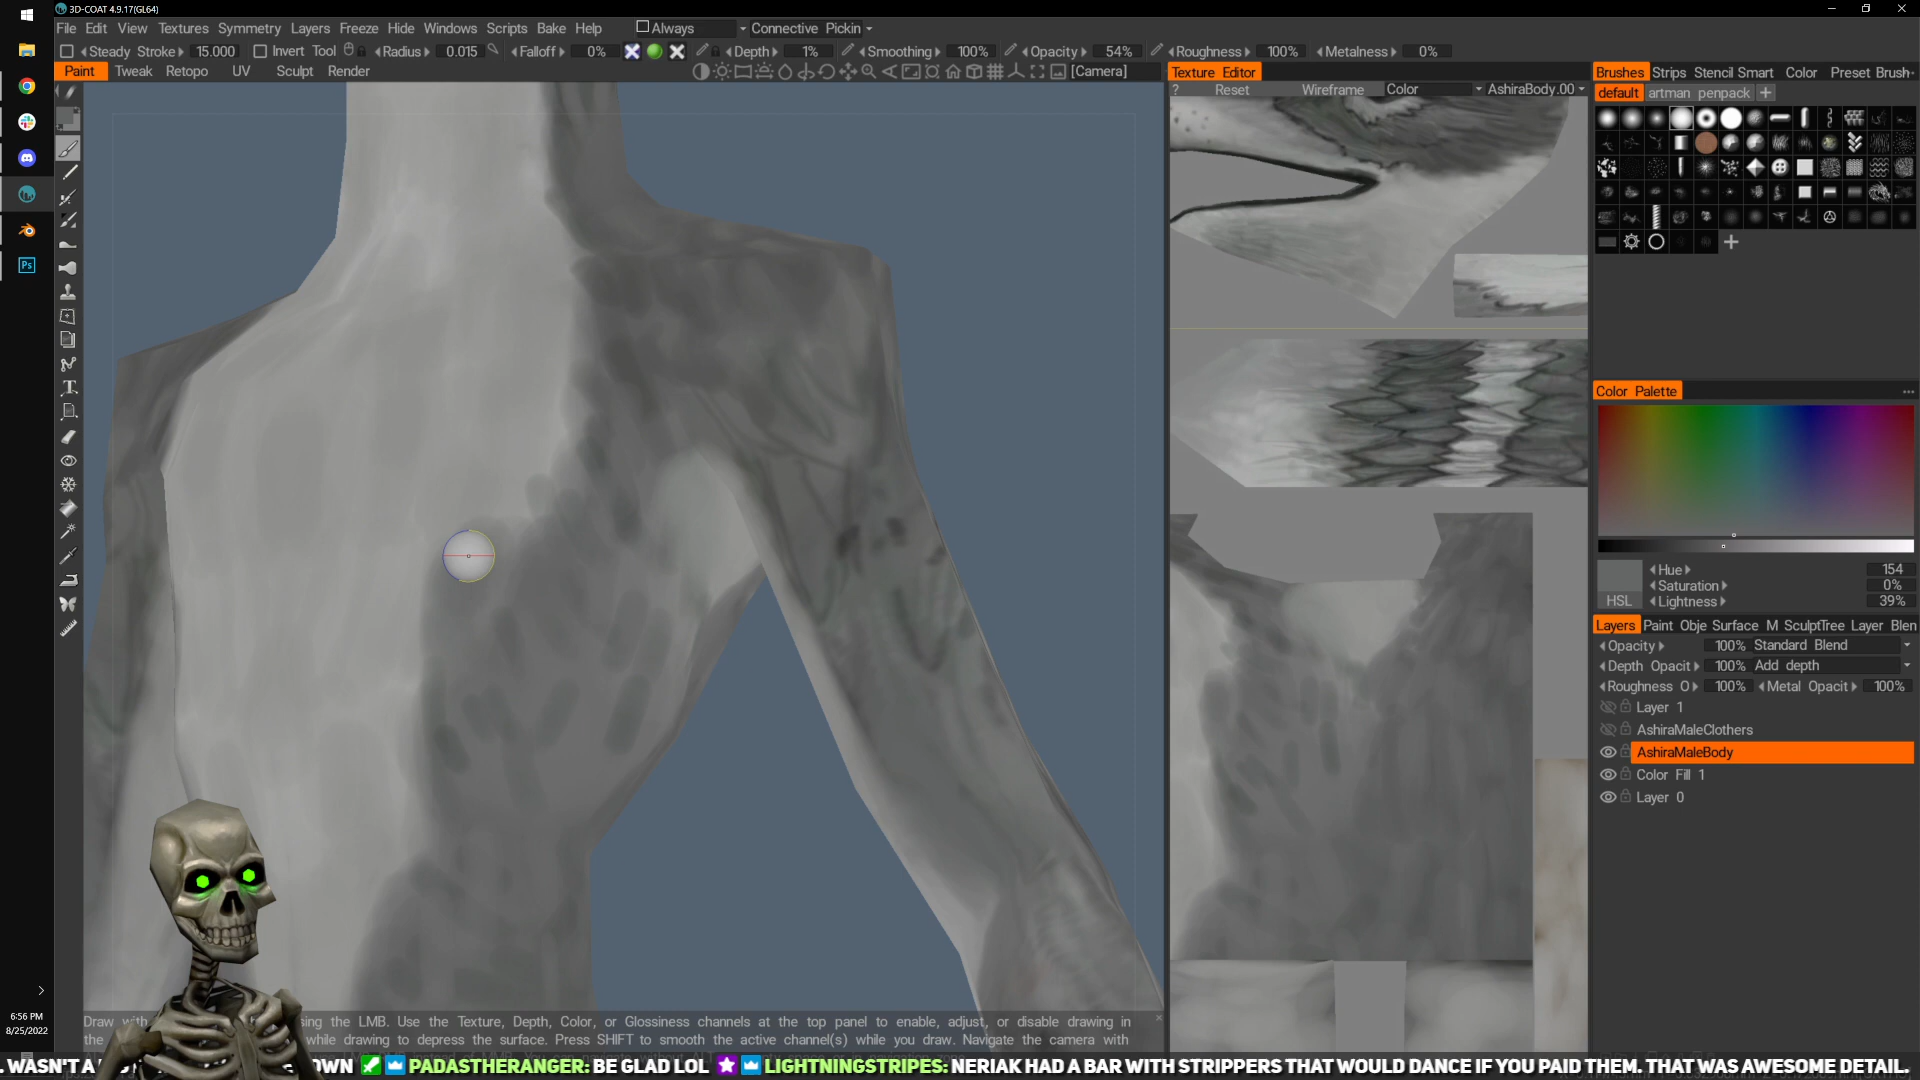 3D-COAT 4.9.17(GL64)
File Edit View Textures Symmetry Layers Freeze Hide Windows Scripts Bake Help Always Connective Pickin
Steady Stroke 15.000 Invert Tool Radius 0.015 Falloff 0% Depth 1% Smoothing 100% Opacity 54% Roughness 100% Metalness 0%
Paint Tweak Retopo UV Sculpt Render [Camera]
Texture Editor
? Reset Wireframe Color AshiraBody.00
Brushes Strips Stencil Smart Color Preset Brush
default artman penpack
Color Palette
Hue 154
Saturation 0%
HSL Lightness 39%
Layers Paint Obje Surface M SculptTree Layer Blen
Opacity 100% Standard Blend
Depth Opacit 100% Add depth
Roughness O 100% Metal Opacit 100%
Layer 1
AshiraMaleClothers
AshiraMaleBody
Color Fill 1
Layer 0
Ps
6:56 PM
8/25/2022
Draw with sing the LMB. Use the Texture, Depth, Color, or Glossiness channels at the top panel to enable, adjust, or disable drawing in
the while drawing to depress the surface. Press SHIFT to smooth the active channel(s) while you draw. Navigate the camera with
. WASN'T A OWN PADASTHERANGER: BE GLAD LOL LIGHTNINGSTRIPES: NERIAK HAD A BAR WITH STRIPPERS THAT WOULD DANCE IF YOU PAID THEM. THAT WAS AWESOME DETAIL.